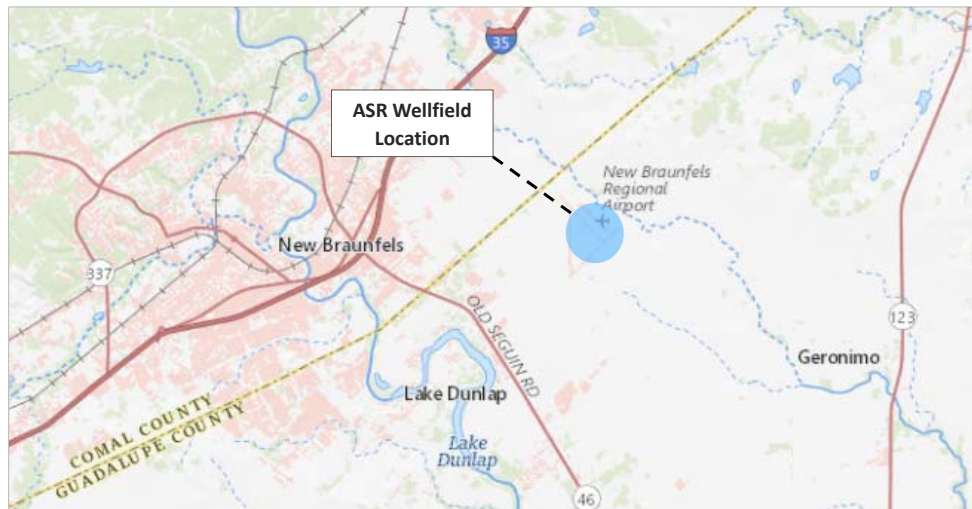 35
ASR Wellfield
Location
New Braunfels
Regional
Airport
New Braunfels
337
OLD SEGUIN RD
123
Geronimo
Lake Dunlap
COMAL COUNTY
GUADALUPE COUNTY
Lake
Dunlap
46